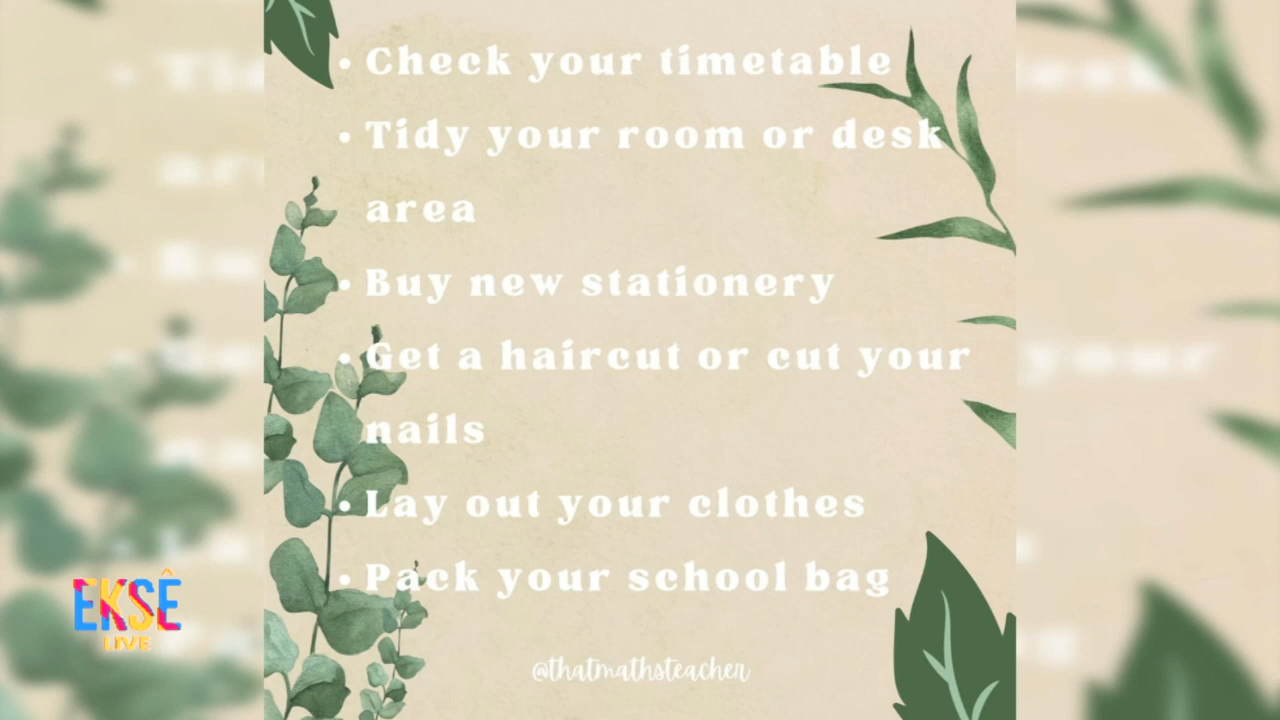 • Check your timetable
• Tidy your room or desk
area
• Buy new stationery
• Get a haircut or cut your
nails
• Lay out your clothes
• Pack your school bag
@thatmathsteacher
EKSÊ
LIVE